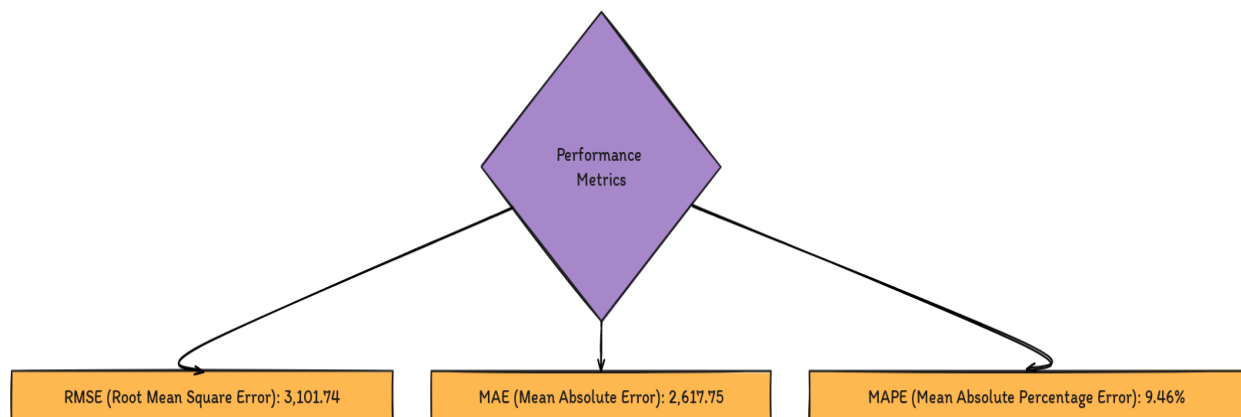 Performance
Metrics
RMSE (Root Mean Square Error): 3,101.74
MAE (Mean Absolute Error): 2,617.75
MAPE (Mean Absolute Percentage Error): 9.46%